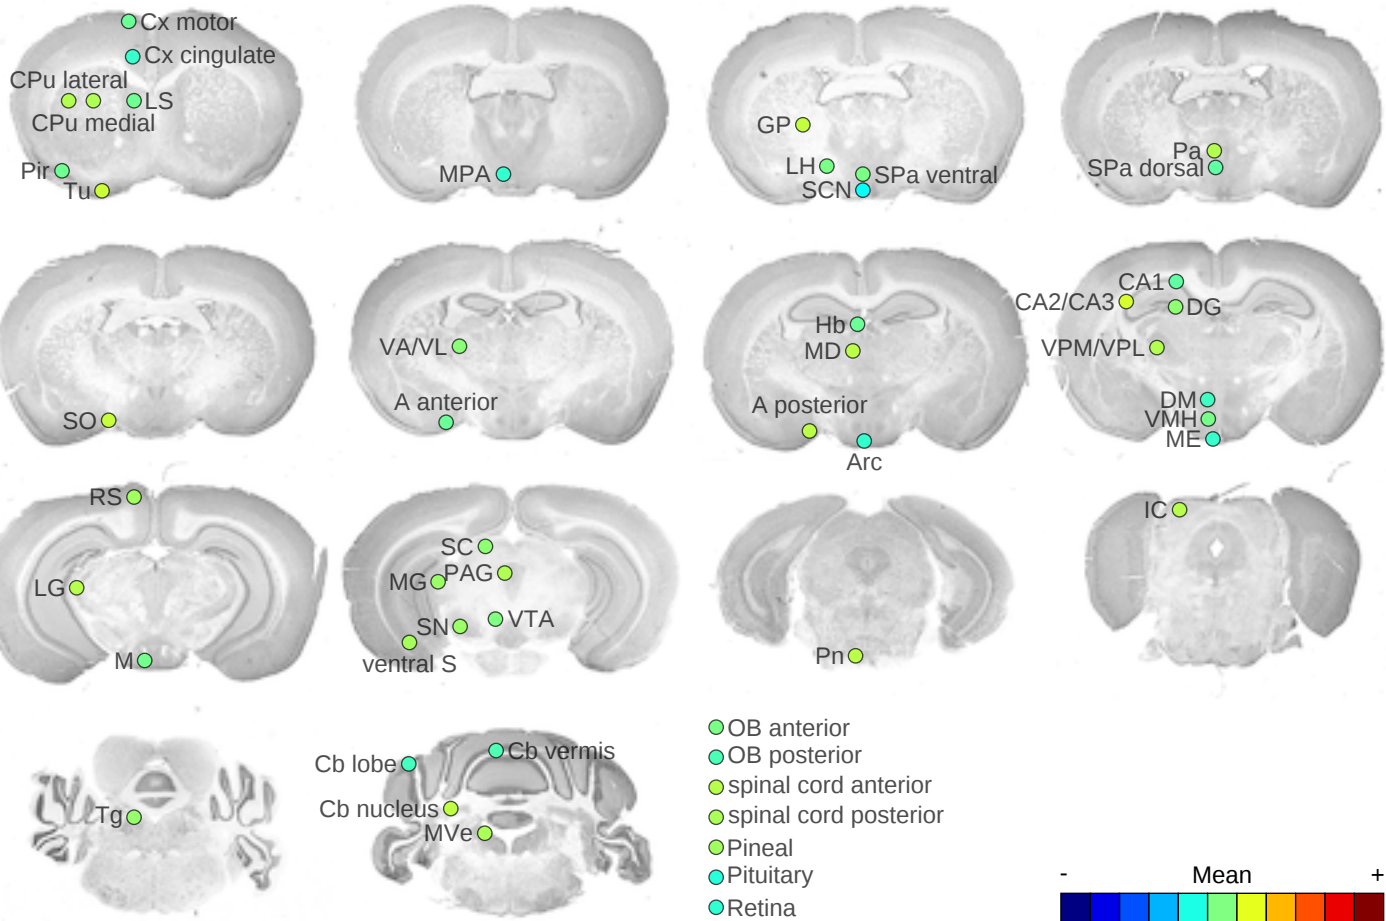 Cx motor
Cx cingulate
CPu lateral
LS
CPu medial
Pir
Tu
MPA
GP
LH
SPa ventral
SCN
Pa
SPa dorsal
SO
VA/VL
A anterior
Hb
MD
A posterior
Arc
CA1
CA2/CA3
DG
VPM/VPL
DM
VMH
ME
RS
LG
M
SC
MG
PAG
SN
VTA
ventral S
Pn
IC
Tg
Cb lobe
Cb vermis
Cb nucleus
MVe
OB anterior
OB posterior
spinal cord anterior
spinal cord posterior
Pineal
Pituitary
Retina
- Mean +